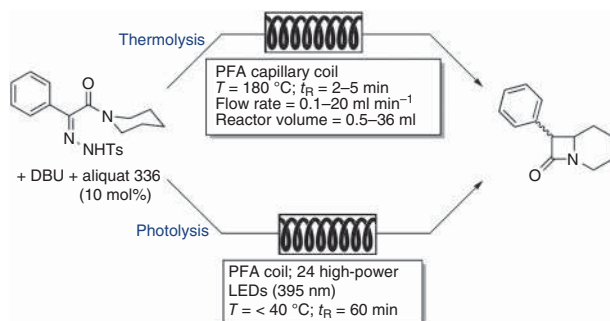 Thermolysis
PFA capillary coil
T = 180 °C; tR = 2–5 min
Flow rate = 0.1–20 ml min−1
Reactor volume = 0.5–36 ml
O
N
N
NHTs
+ DBU + aliquat 336
(10 mol%)
N
O
Photolysis
PFA coil; 24 high-power
LEDs (395 nm)
T = < 40 °C; tR = 60 min